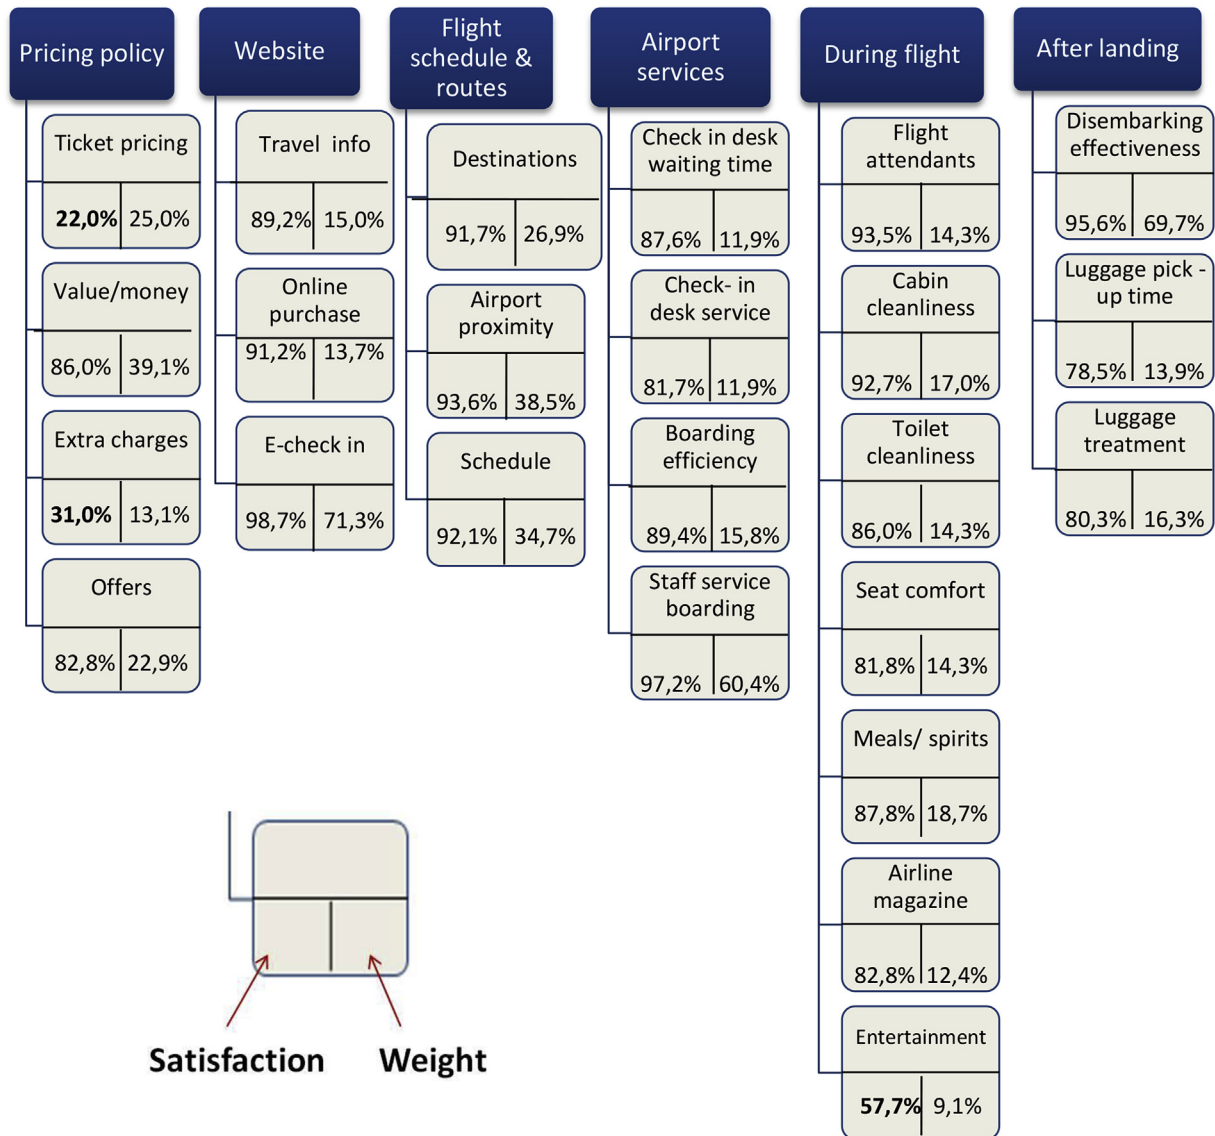 Pricing policy
Ticket pricing
22,0% 25,0%
Value/money
86,0% 39,1%
Extra charges
31,0% 13,1%
Offers
82,8% 22,9%
Website
Travel info
89,2% 15,0%
Online
purchase
91,2% 13,7%
E-check in
98,7% 71,3%
Flight
schedule &
routes
Destinations
91,7% 26,9%
Airport
proximity
93,6% 38,5%
Schedule
92,1% 34,7%
Airport
services
Check in desk
waiting time
87,6% 11,9%
Check- in
desk service
81,7% 11,9%
Boarding
efficiency
89,4% 15,8%
Staff service
boarding
97,2% 60,4%
During flight
Flight
attendants
93,5% 14,3%
Cabin
cleanliness
92,7% 17,0%
Toilet
cleanliness
86,0% 14,3%
Seat comfort
81,8% 14,3%
Meals/ spirits
87,8% 18,7%
Airline
magazine
82,8% 12,4%
Entertainment
57,7% 9,1%
After landing
Disembarking
effectiveness
95,6% 69,7%
Luggage pick -
up time
78,5% 13,9%
Luggage
treatment
80,3% 16,3%
Satisfaction Weight